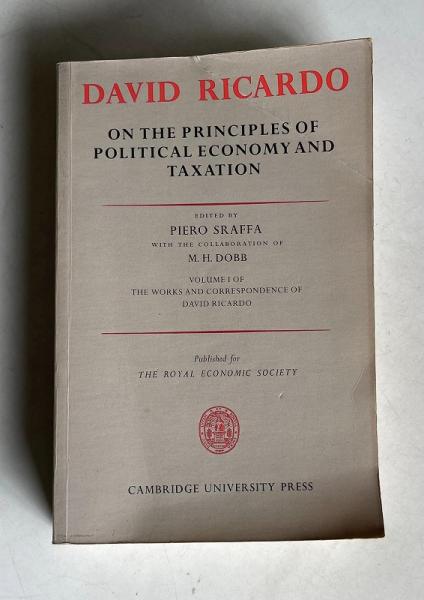 DAVID RICARDO
ON THE PRINCIPLES OF
POLITICAL ECONOMY AND
TAXATION
EDITED BY
PIERO SRAFFA
WITH THE COLLABORATION OF
M. H. DOBB
VOLUME I OF
THE WORKS AND CORRESPONDENCE OF
DAVID RICARDO
Published for
THE ROYAL ECONOMIC SOCIETY
CAMBRIDGE UNIVERSITY PRESS